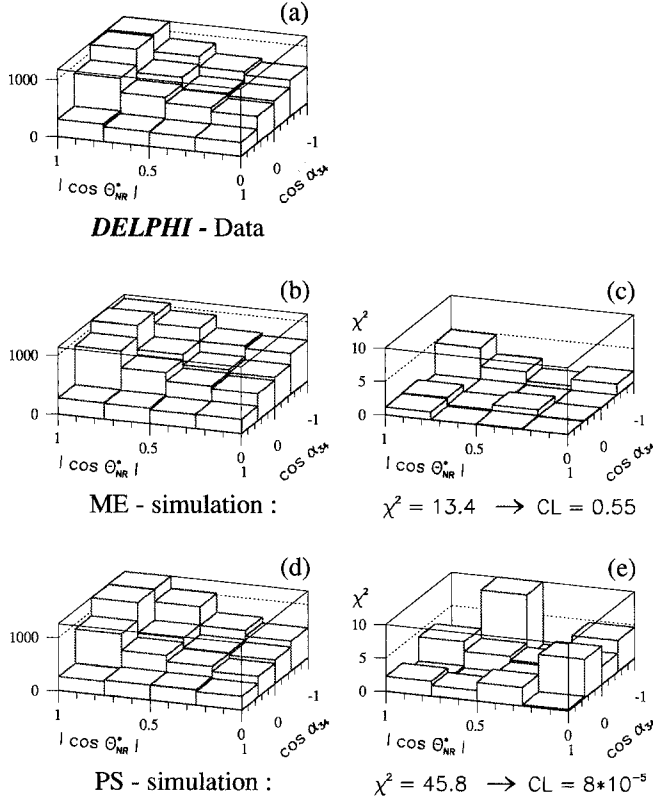 (a)
1000
0
1
0.5
0
1
0
-1
| cos Θ*NR |
cos α34
DELPHI - Data
(b)
1000
0
1
0.5
0
1
0
-1
| cos Θ*NR |
cos α34
ME - simulation :
(c)
χ²
10
5
0
1
0.5
0
1
0
-1
| cos Θ*NR |
cos α34
χ² = 13.4 → CL = 0.55
(d)
1000
0
1
0.5
0
1
0
-1
| cos Θ*NR |
cos α34
PS - simulation :
(e)
χ²
10
5
0
1
0.5
0
1
0
-1
| cos Θ*NR |
cos α34
χ² = 45.8 → CL = 8*10⁻⁵